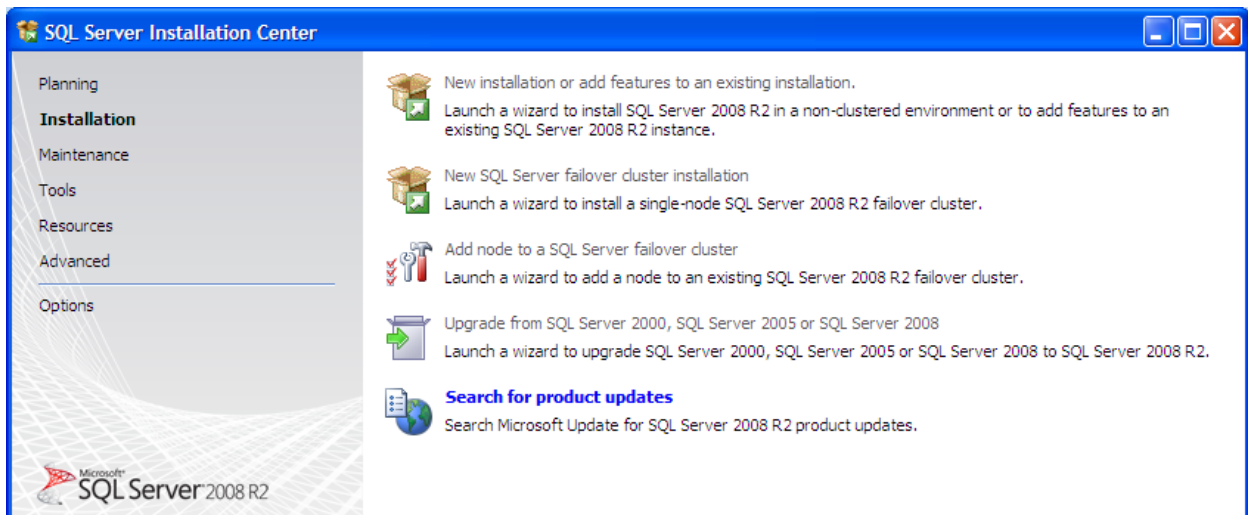 SQL Server Installation Center
Planning
Installation
Maintenance
Tools
Resources
Advanced
Options
Microsoft®
SQL Server® 2008 R2
New installation or add features to an existing installation.
Launch a wizard to install SQL Server 2008 R2 in a non-clustered environment or to add features to an
existing SQL Server 2008 R2 instance.
New SQL Server failover cluster installation
Launch a wizard to install a single-node SQL Server 2008 R2 failover cluster.
Add node to a SQL Server failover cluster
Launch a wizard to add a node to an existing SQL Server 2008 R2 failover cluster.
Upgrade from SQL Server 2000, SQL Server 2005 or SQL Server 2008
Launch a wizard to upgrade SQL Server 2000, SQL Server 2005 or SQL Server 2008 to SQL Server 2008 R2.
Search for product updates
Search Microsoft Update for SQL Server 2008 R2 product updates.